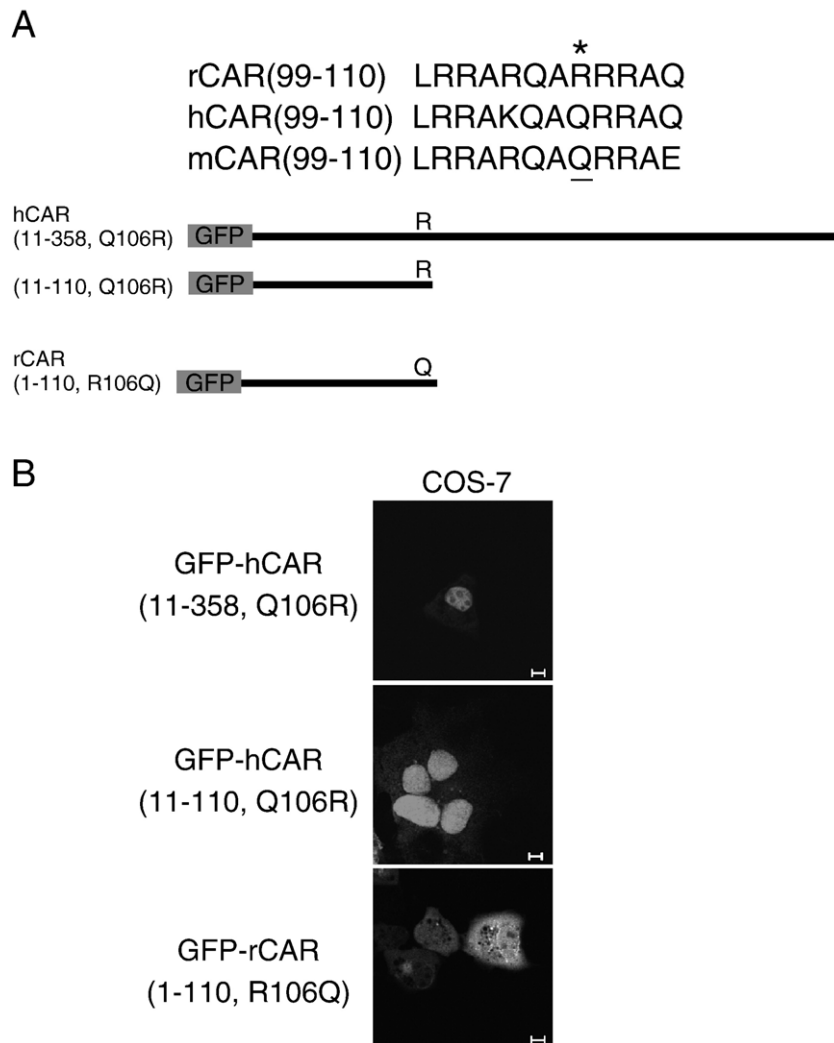 A
*
rCAR(99-110) LRRARQARRRAQ
hCAR(99-110) LRRAKQAQRRAQ
mCAR(99-110) LRRARQAQRRAE
hCAR
(11-358, Q106R) GFP R
(11-110, Q106R) GFP R
rCAR
(1-110, R106Q) GFP Q
B
COS-7
GFP-hCAR
(11-358, Q106R)
GFP-hCAR
(11-110, Q106R)
GFP-rCAR
(1-110, R106Q)